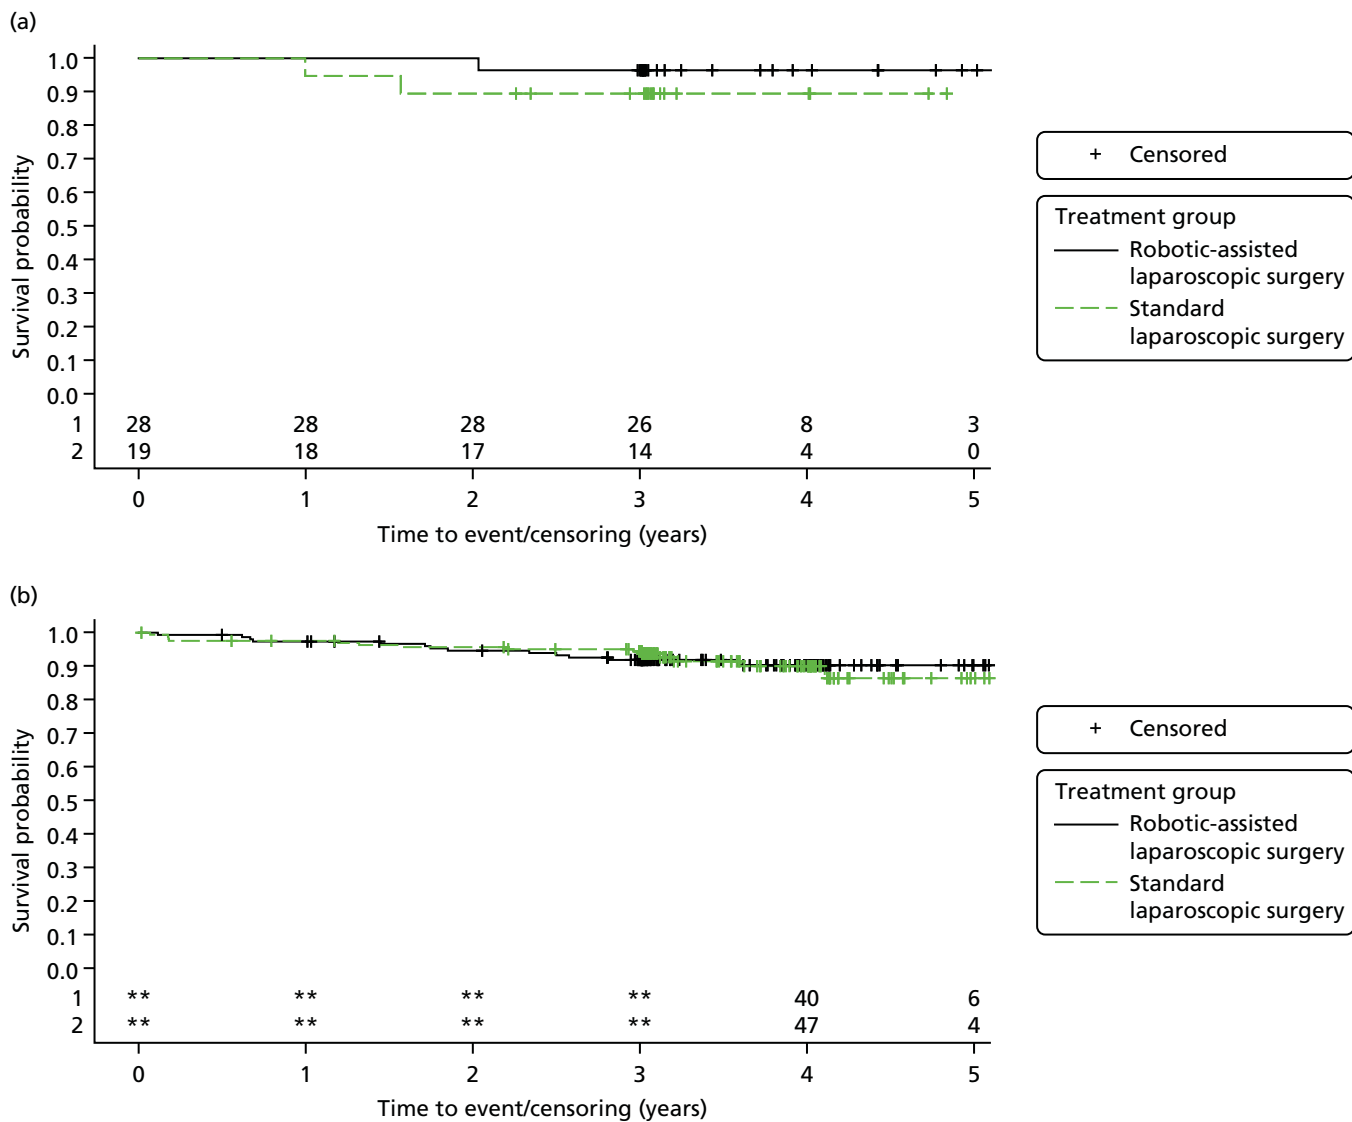 (a)
Survival probability
1.0
0.9
0.8
0.7
0.6
0.5
0.4
0.3
0.2
0.1
0.0
1 28 28 28 26 8 3
2 19 18 17 14 4 0
0 1 2 3 4 5
Time to event/censoring (years)
+ Censored
Treatment group
Robotic-assisted
laparoscopic surgery
Standard
laparoscopic surgery
(b)
Survival probability
1.0
0.9
0.8
0.7
0.6
0.5
0.4
0.3
0.2
0.1
0.0
1 ** ** ** ** 40 6
2 ** ** ** ** 47 4
0 1 2 3 4 5
Time to event/censoring (years)
+ Censored
Treatment group
Robotic-assisted
laparoscopic surgery
Standard
laparoscopic surgery